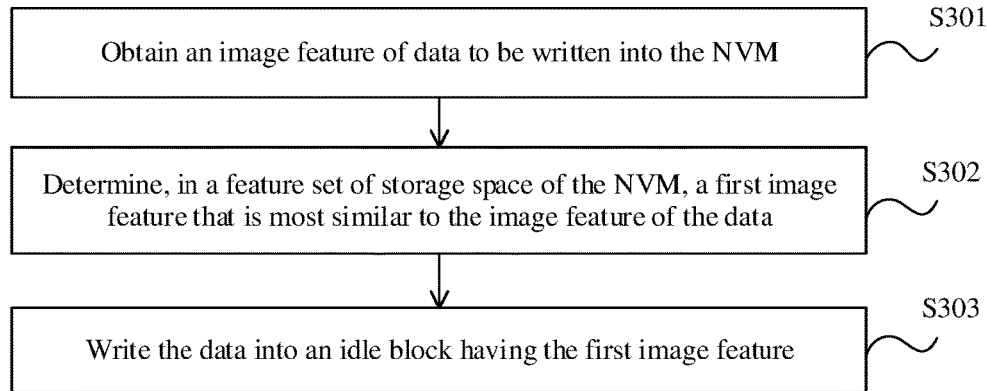 S301
Obtain an image feature of data to be written into the NVM
S302
Determine, in a feature set of storage space of the NVM, a first image
feature that is most similar to the image feature of the data
S303
Write the data into an idle block having the first image feature